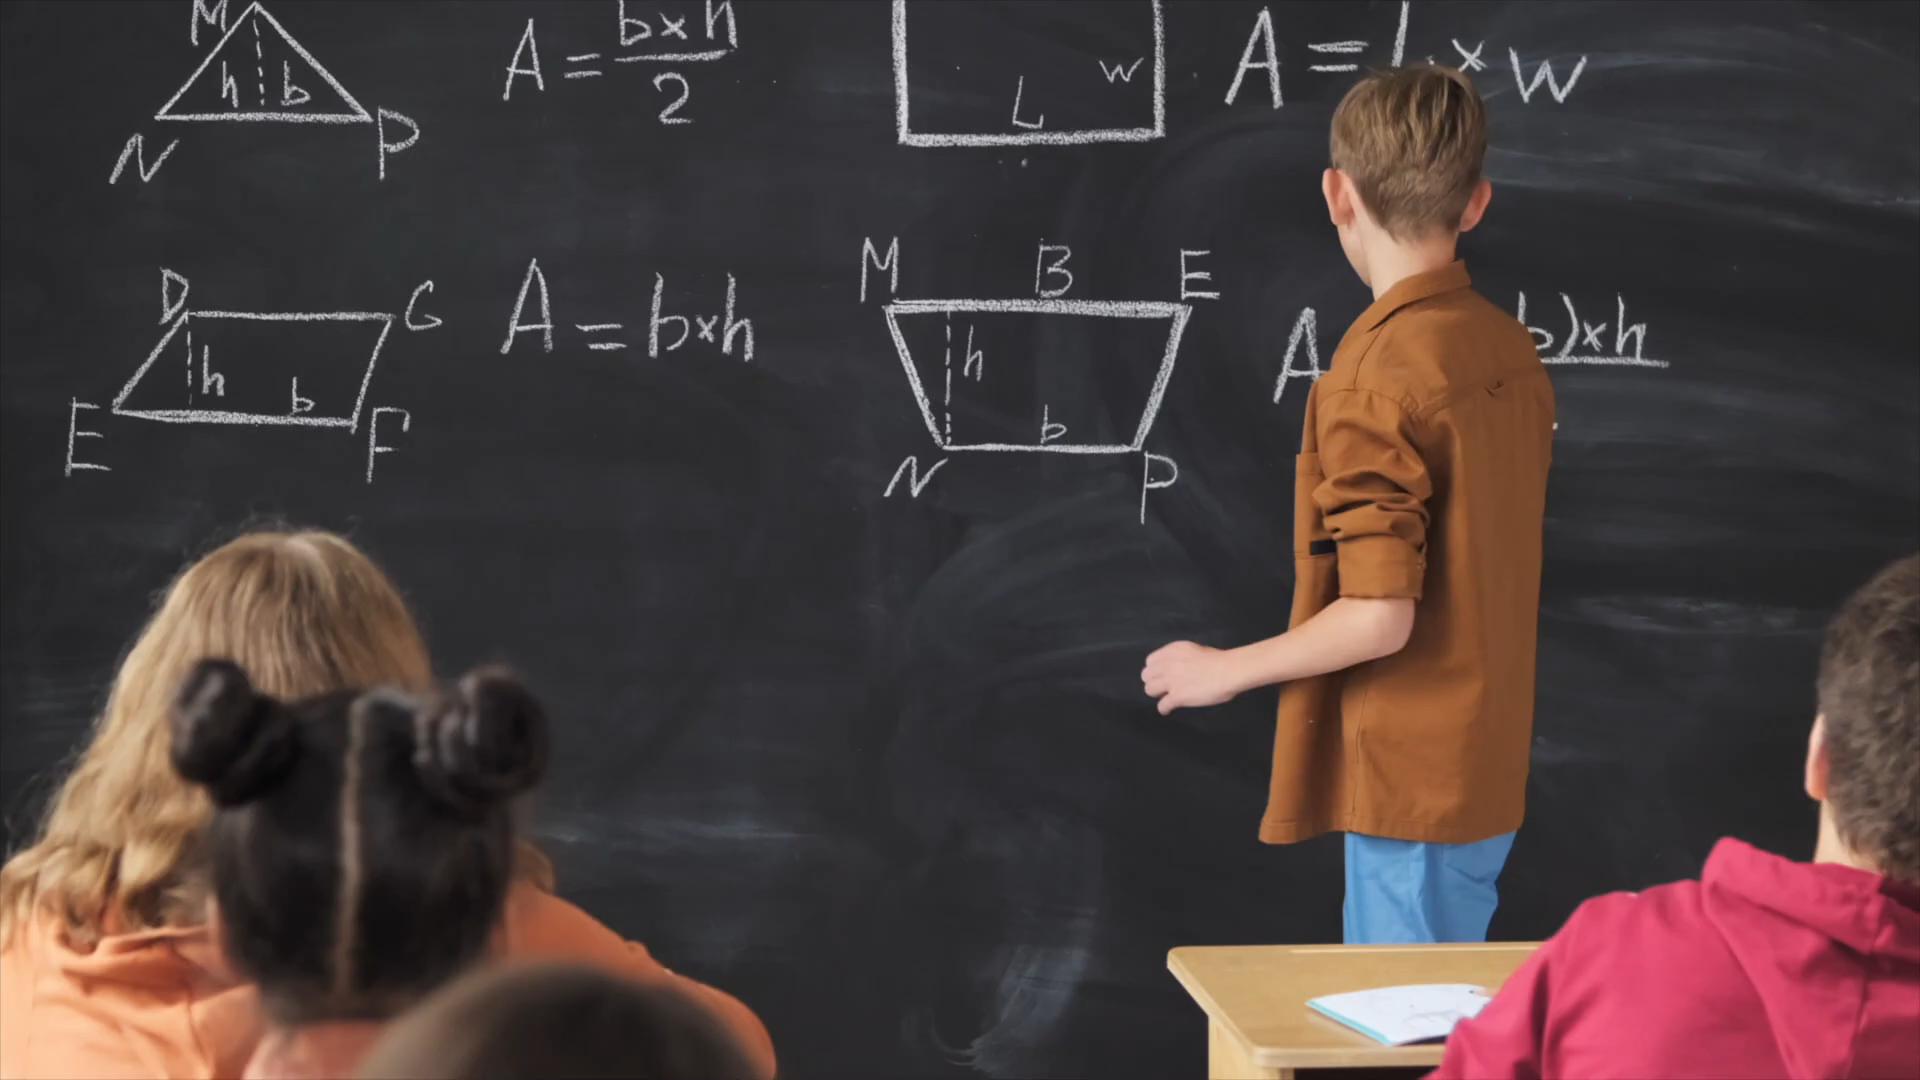 M
h b
N P
A = b×h
2
L
w
A = L × w
D G
h
b
E F
A = b×h
M B E
h
b
N P
A
b)×h